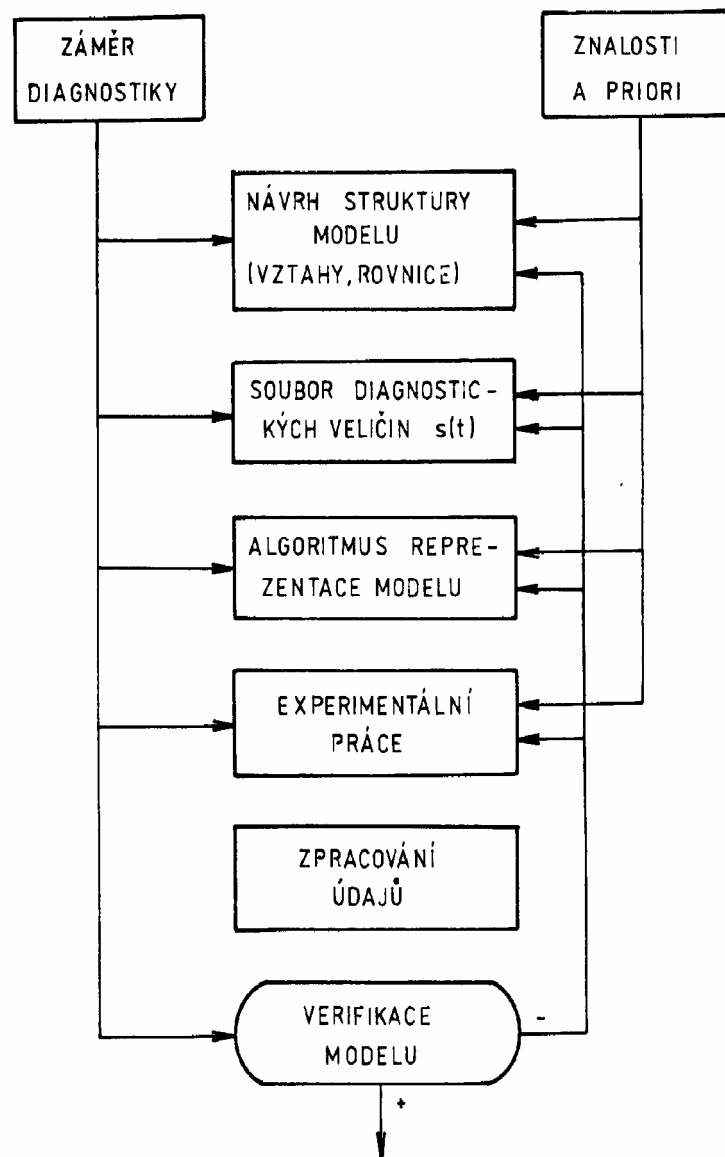 ZÁMĚR
DIAGNOSTIKY
ZNALOSTI
A PRIORI
NÁVRH STRUKTURY
MODELU
(VZTAHY, ROVNICE)
SOUBOR DIAGNOSTIC-
KÝCH VELIČIN s(t)
ALGORITMUS REPRE-
ZENTACE MODELU
EXPERIMENTÁLNÍ
PRÁCE
ZPRACOVÁNÍ
ÚDAJŮ
VERIFIKACE
MODELU
-
+